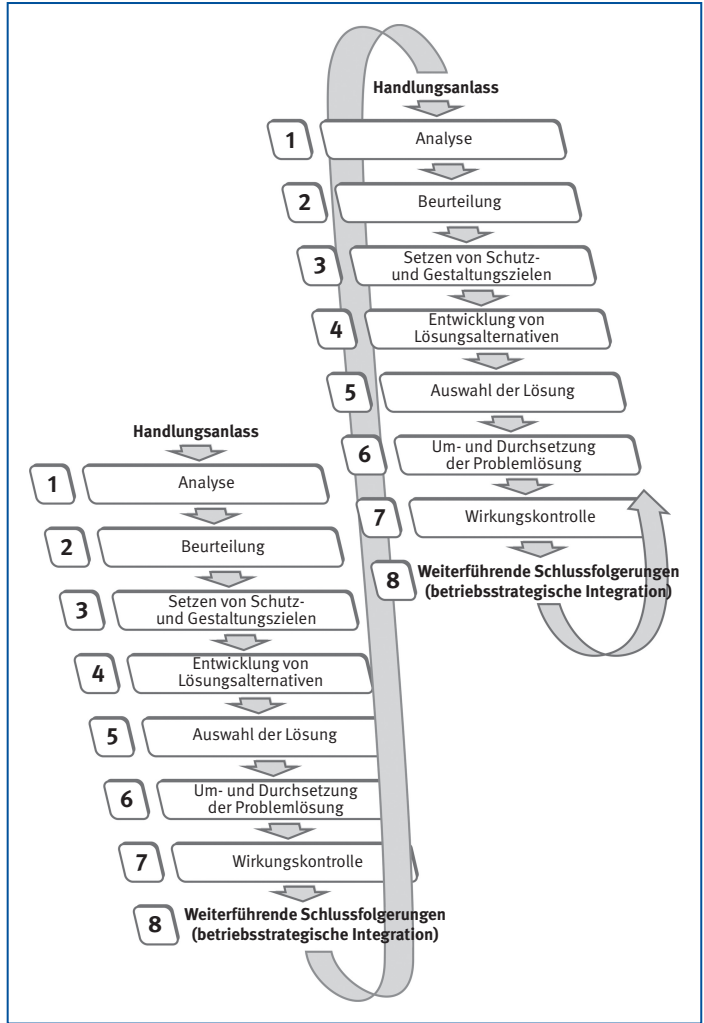 Handlungsanlass
1
Analyse
2
Beurteilung
3
Setzen von Schutz-
und Gestaltungszielen
4
Entwicklung von
Lösungsalternativen
5
Auswahl der Lösung
6
Um- und Durchsetzung
der Problemlösung
7
Wirkungskontrolle
8
Weiterführende Schlussfolgerungen
(betriebsstrategische Integration)
Handlungsanlass
1
Analyse
2
Beurteilung
3
Setzen von Schutz-
und Gestaltungszielen
4
Entwicklung von
Lösungsalternativen
5
Auswahl der Lösung
6
Um- und Durchsetzung
der Problemlösung
7
Wirkungskontrolle
8
Weiterführende Schlussfolgerungen
(betriebsstrategische Integration)